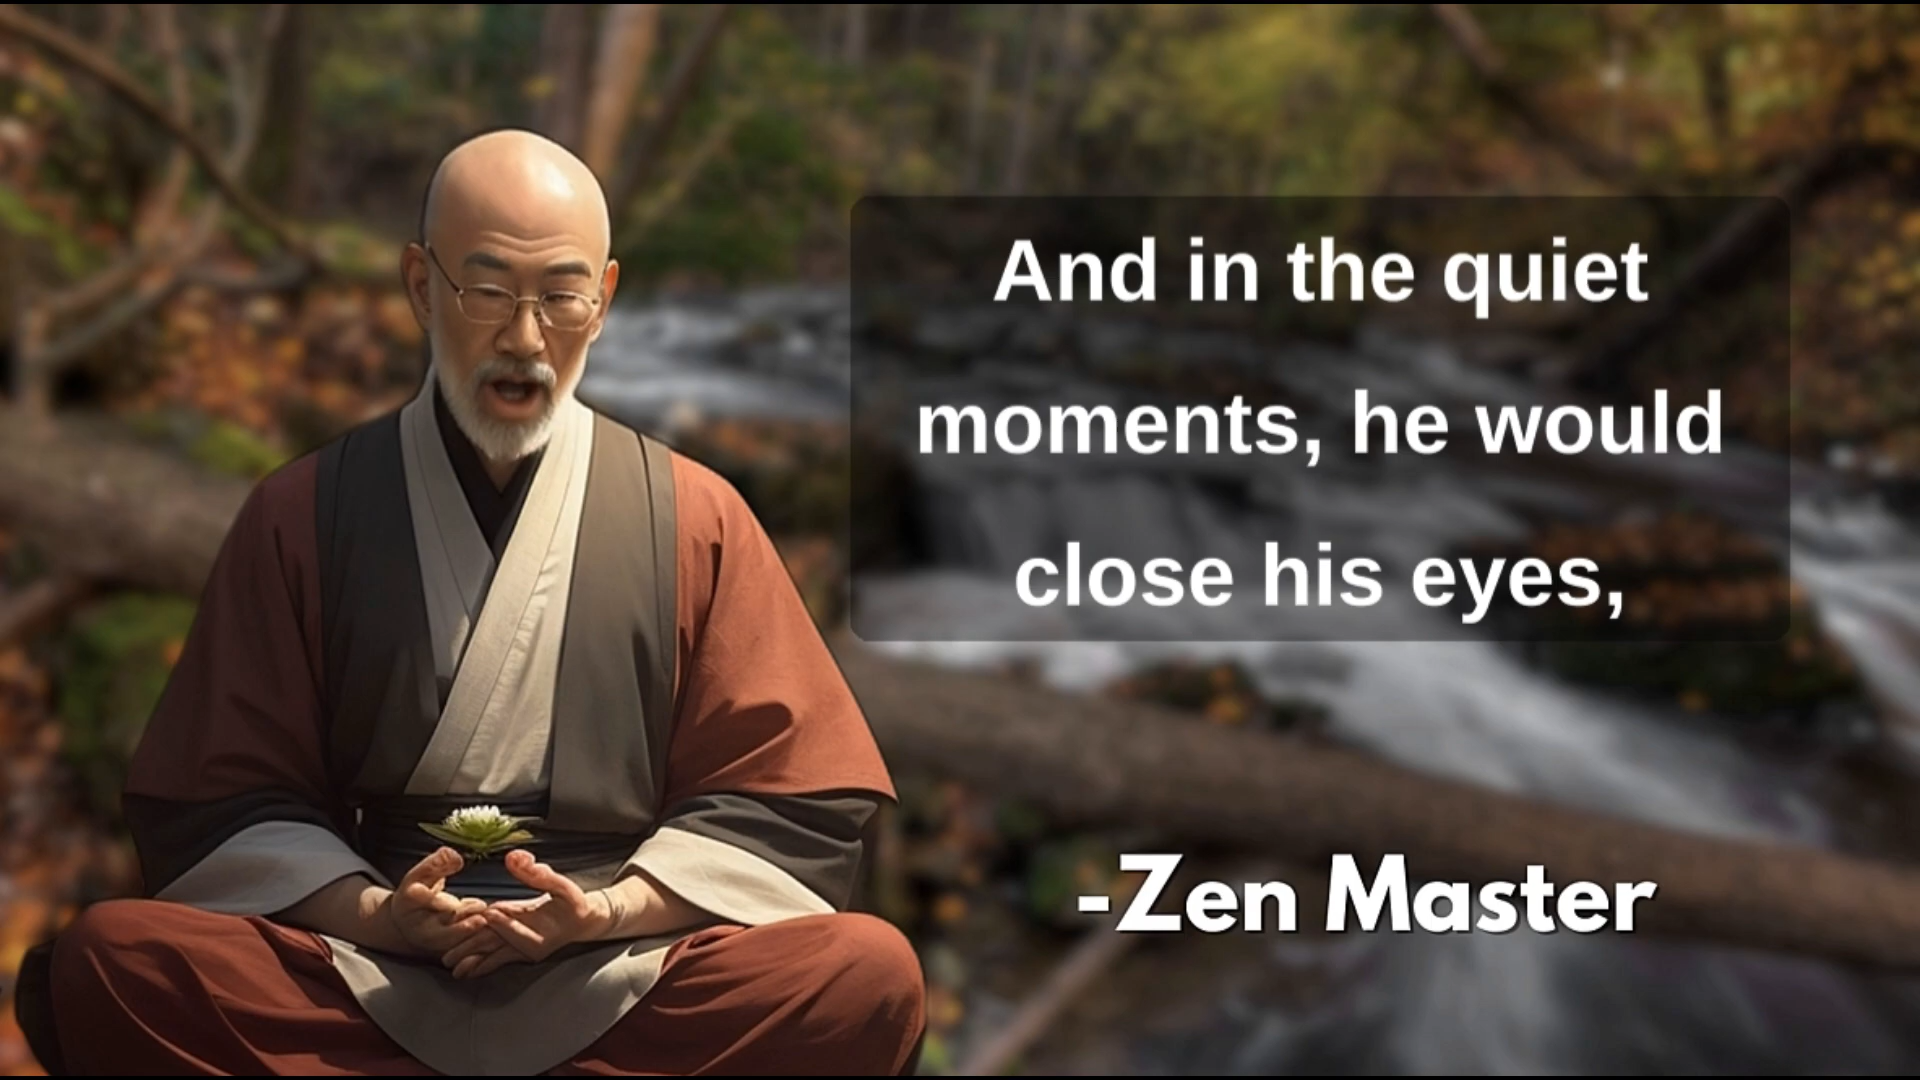 And in the quiet
moments, he would
close his eyes,
-Zen Master